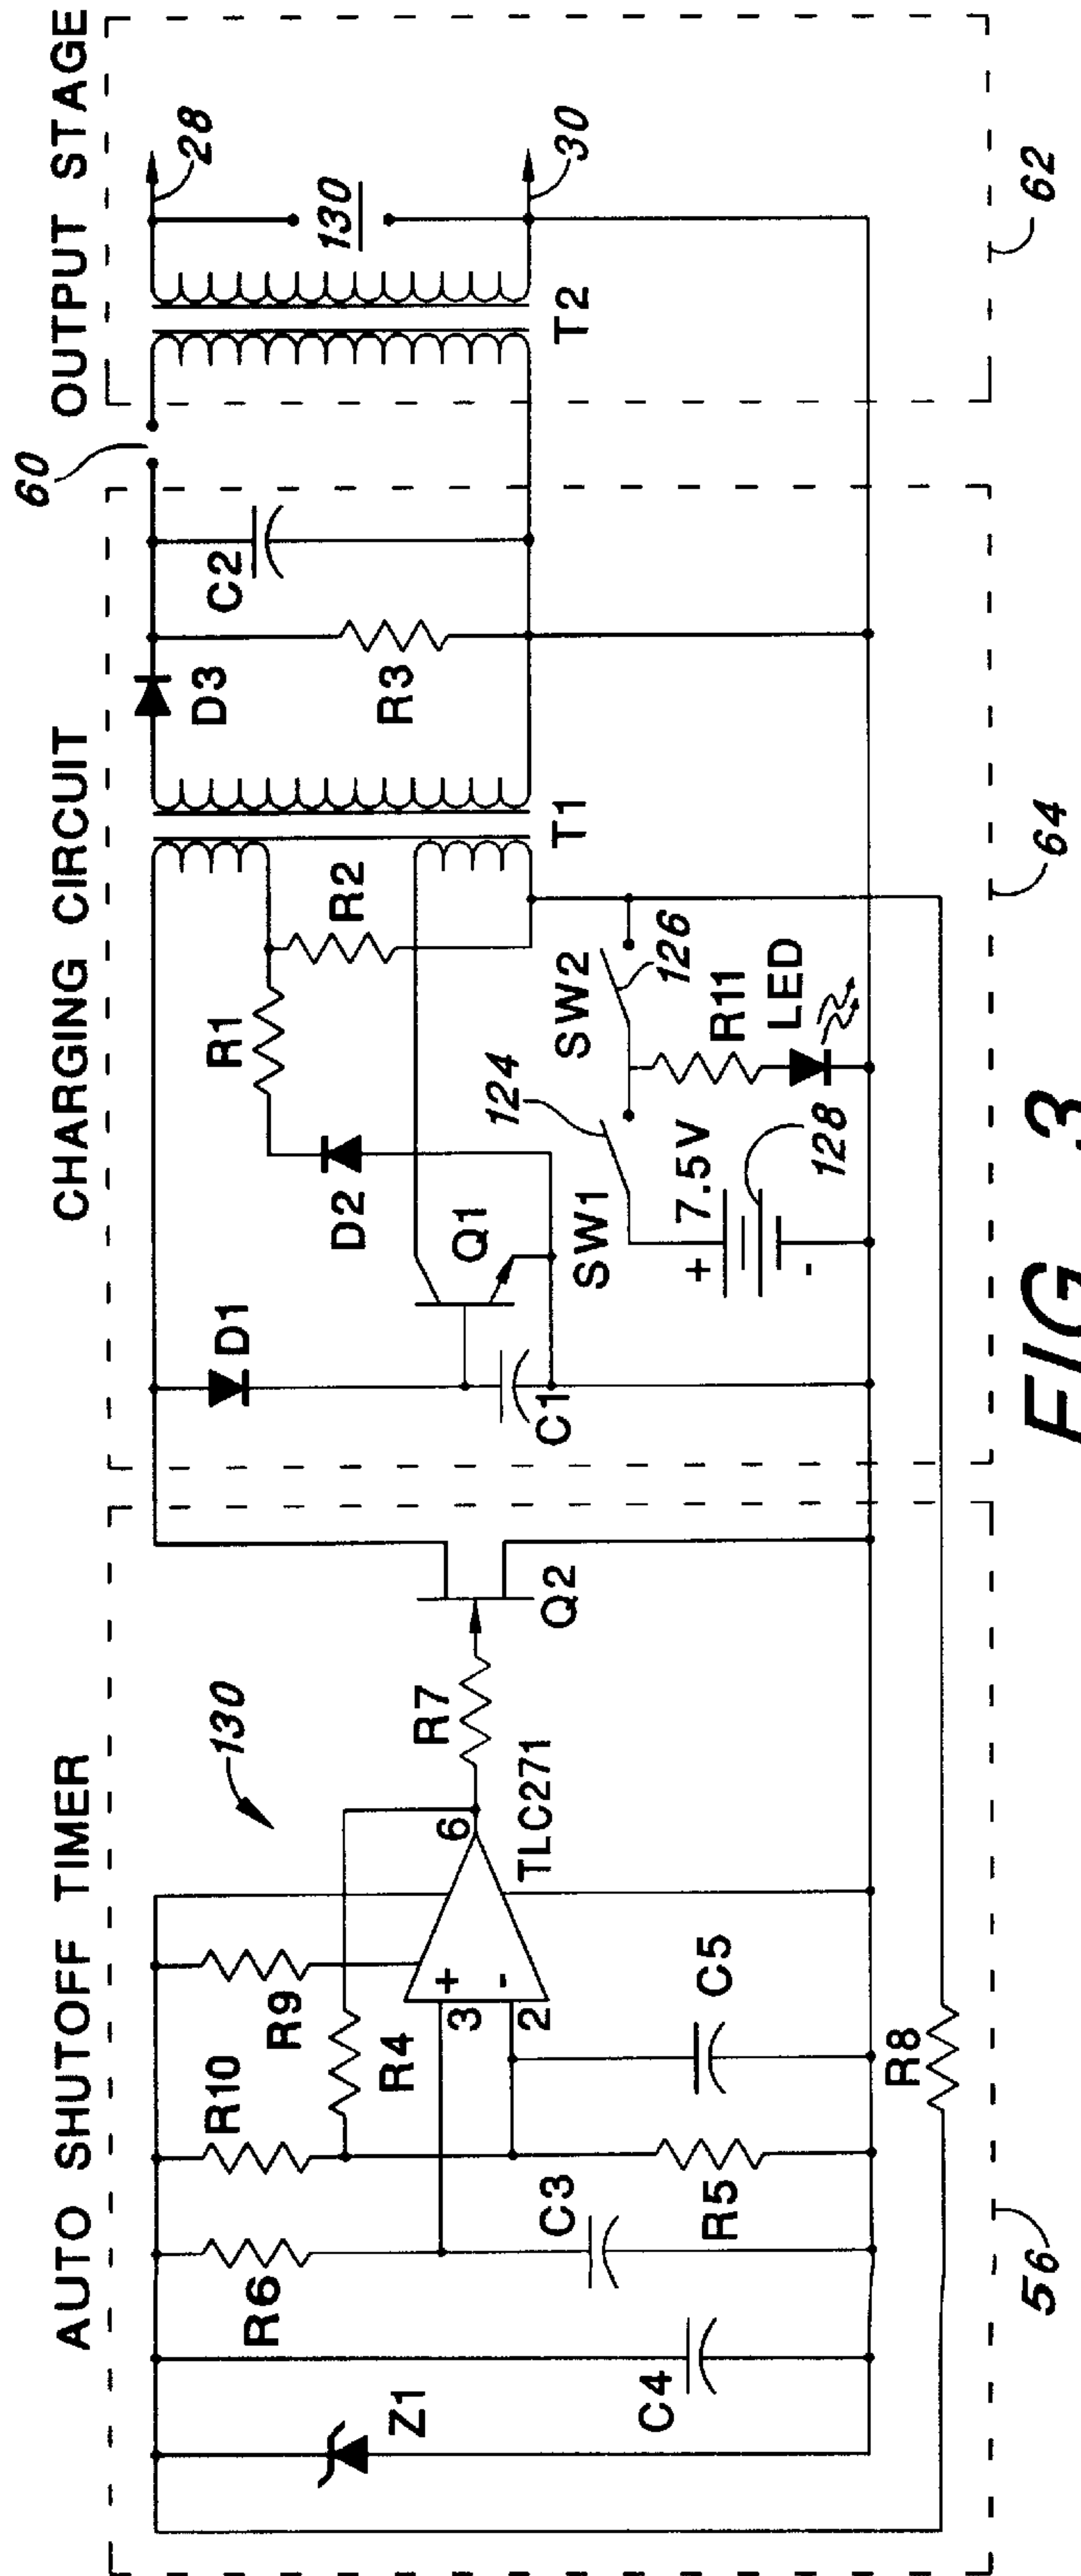 AUTO SHUTOFF TIMER
CHARGING CIRCUIT
OUTPUT STAGE
60
130
28
R10
R9
R6
R4
Z1
C4
C3
R5
C5
R8
3
+
2
-
6
TLC271
R7
Q2
D1
C1
Q1
D2
R1
R2
T1
D3
R3
C2
SW1
124
SW2
126
R11
LED
+
7.5V
-
128
T2
130
30
56
64
62
FIG. 3